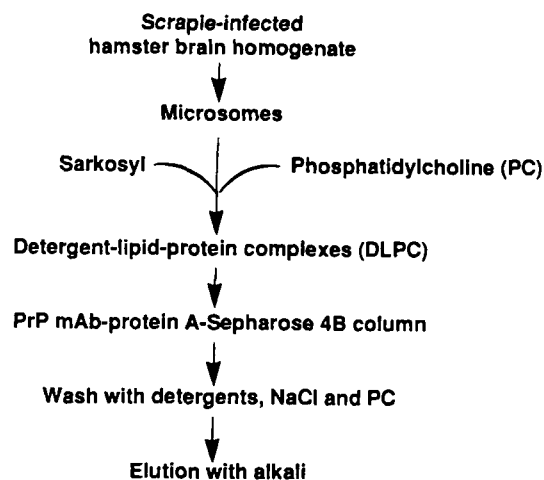 Scrapie-infected
hamster brain homogenate
Microsomes
Sarkosyl
Phosphatidylcholine (PC)
Detergent-lipid-protein complexes (DLPC)
PrP mAb-protein A-Sepharose 4B column
Wash with detergents, NaCl and PC
Elution with alkali